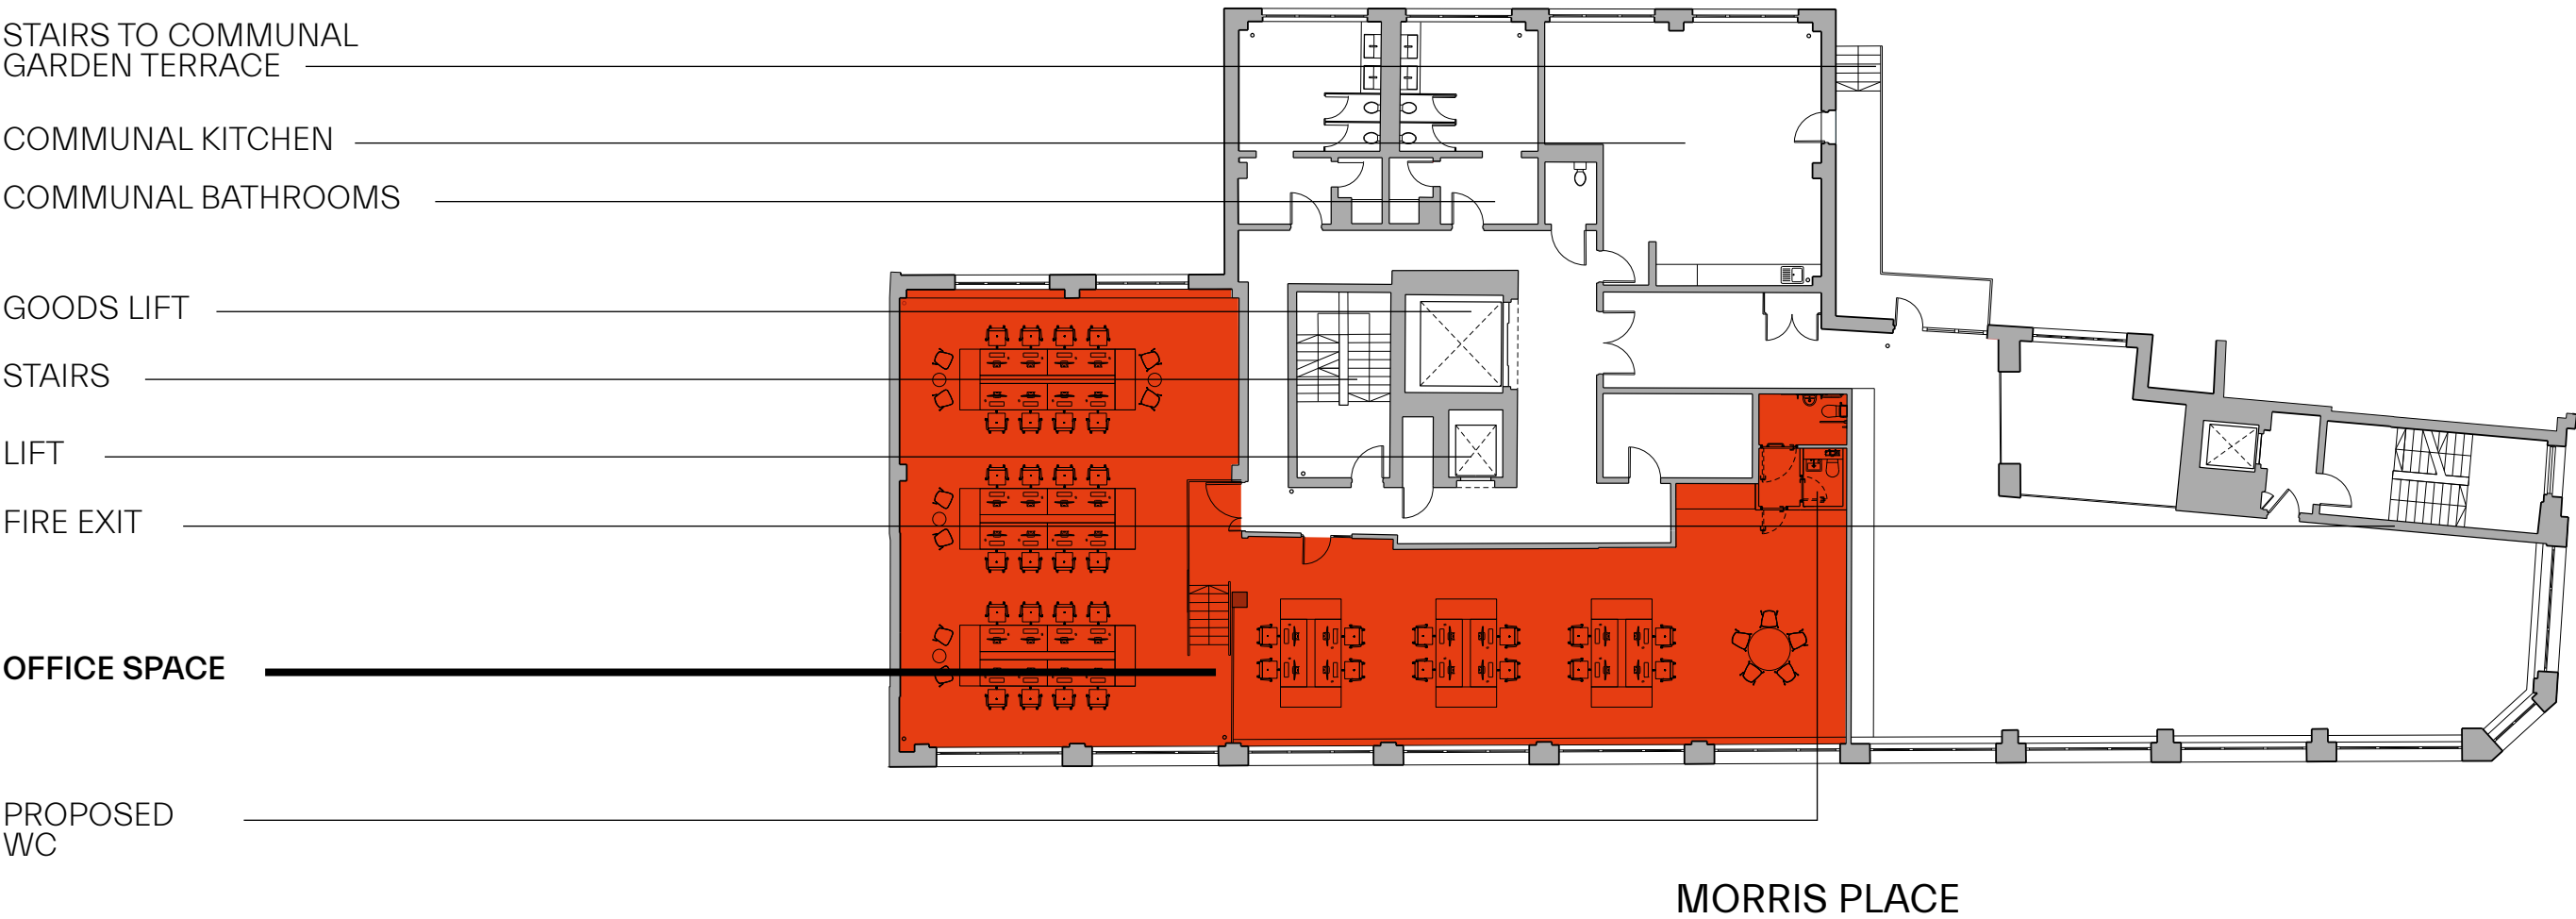 STAIRS TO COMMUNAL
GARDEN TERRACE
COMMUNAL KITCHEN
COMMUNAL BATHROOMS
GOODS LIFT
STAIRS
LIFT
FIRE EXIT
OFFICE SPACE
PROPOSED
WC
MORRIS PLACE